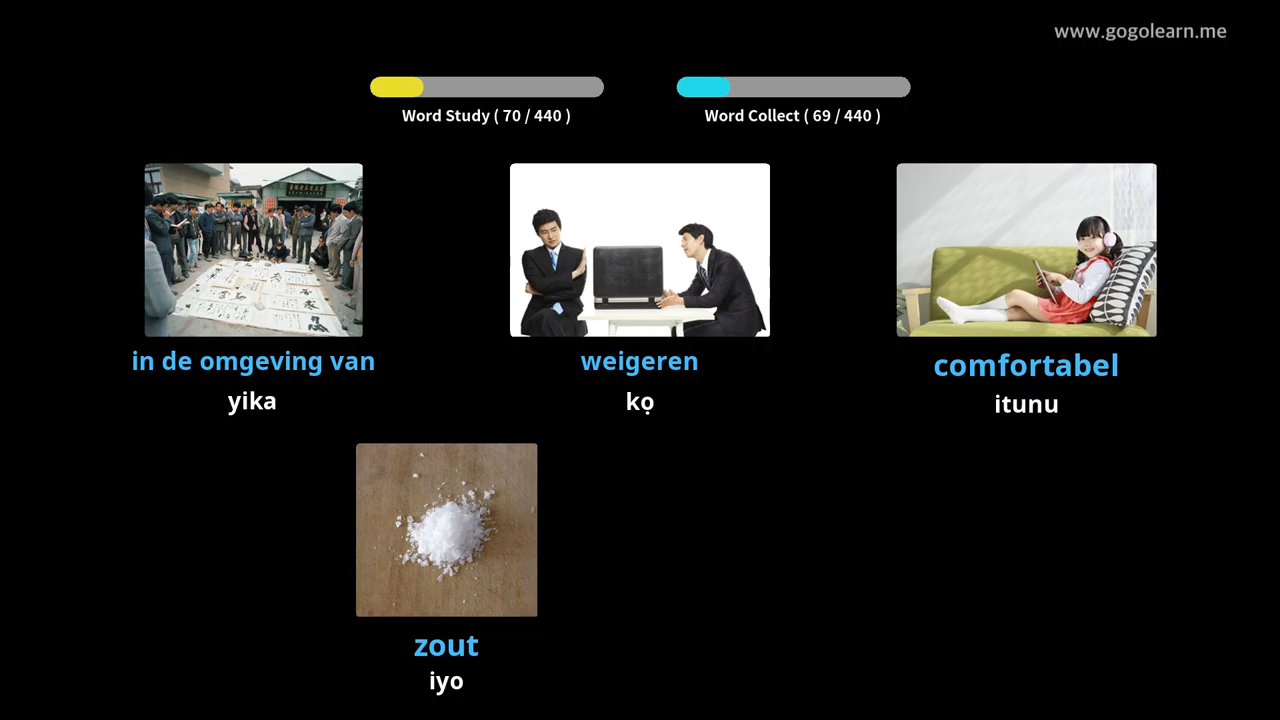 www.gogolearn.me
Word Study ( 70 / 440 )
Word Collect ( 69 / 440 )
in de omgeving van
yika
weigeren
kọ
comfortabel
itunu
zout
iyo